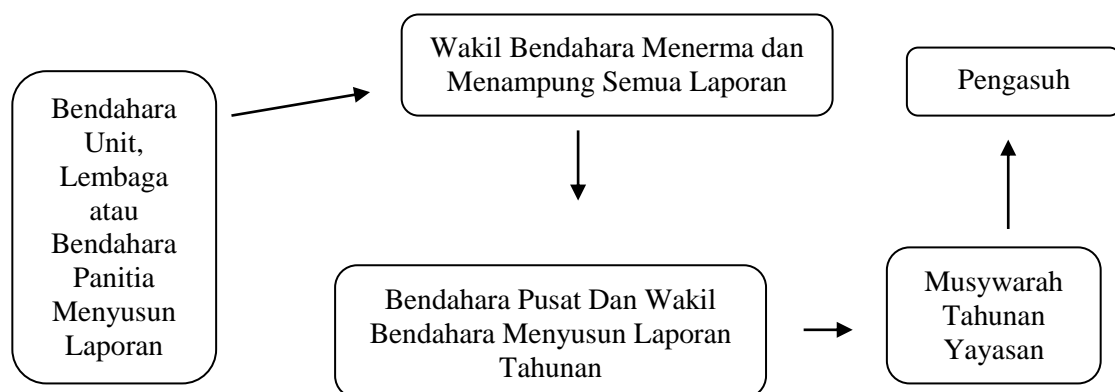 Bendahara
Unit,
Lembaga
atau
Bendahara
Panitia
Menyusun
Laporan
Wakil Bendahara Menerma dan
Menampung Semua Laporan
Bendahara Pusat Dan Wakil
Bendahara Menyusun Laporan
Tahunan
Musywarah
Tahunan
Yayasan
Pengasuh